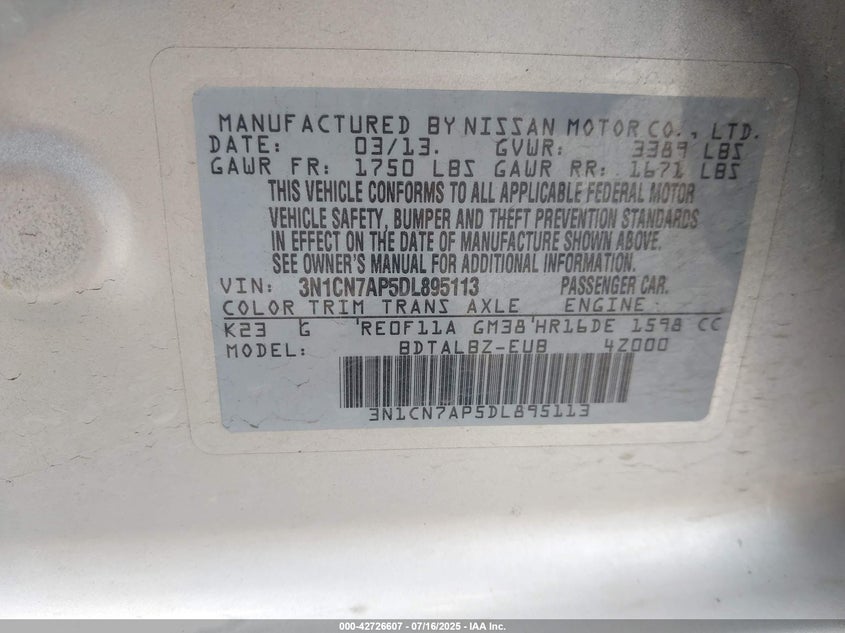 MANUFACTURED BY NISSAN MOTOR CO., LTD.
DATE: 03/13. GVWR: 3389 LBS
GAWR FR: 1750 LBS GAWR RR: 1671 LBS
THIS VEHICLE CONFORMS TO ALL APPLICABLE FEDERAL MOTOR
VEHICLE SAFETY, BUMPER AND THEFT PREVENTION STANDARDS
IN EFFECT ON THE DATE OF MANUFACTURE SHOWN ABOVE.
SEE OWNER'S MANUAL FOR ADDITIONAL INFORMATION.
VIN: 3N1CN7AP5DL895113 PASSENGER CAR.
COLOR TRIM TRANS AXLE ENGINE:
K23 G 'RE0F11A GM38'HR16DE 1598 CC
MODEL: BDTALBZ-EUB 4Z000
3N1CN7AP5DL895113
000-42726607 - 07/16/2025 - IAA Inc.